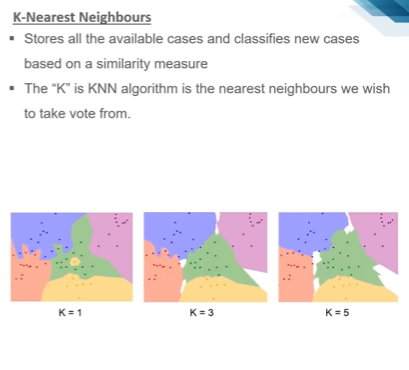 K-Nearest Neighbours
▪ Stores all the available cases and classifies new cases
based on a similarity measure
▪ The “K” is KNN algorithm is the nearest neighbours we wish
to take vote from.
K = 1 K = 3 K = 5